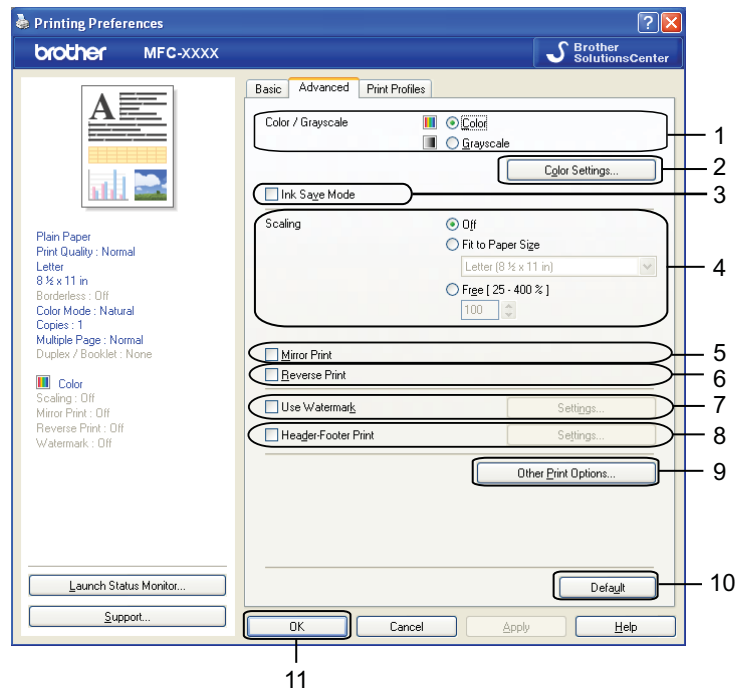 Printing Preferences
brother MFC-XXXX
Brother
SolutionsCenter
Plain Paper
Print Quality : Normal
Letter
8 ½ x 11 in
Borderless : Off
Color Mode : Natural
Copies : 1
Multiple Page : Normal
Duplex / Booklet : None
Color
Scaling : Off
Mirror Print : Off
Reverse Print : Off
Watermark : Off
Launch Status Monitor...
Support...
Basic Advanced Print Profiles
Color / Grayscale Color
Grayscale
1
Color Settings... 2
Ink Save Mode 3
Scaling Off
Fit to Paper Size
Letter (8 ½ x 11 in)
4
Free [ 25 - 400 % ]
100
Mirror Print 5
Reverse Print 6
Use Watermark Settings... 7
Header-Footer Print Settings... 8
Other Print Options... 9
Default 10
OK Cancel Apply Help
11